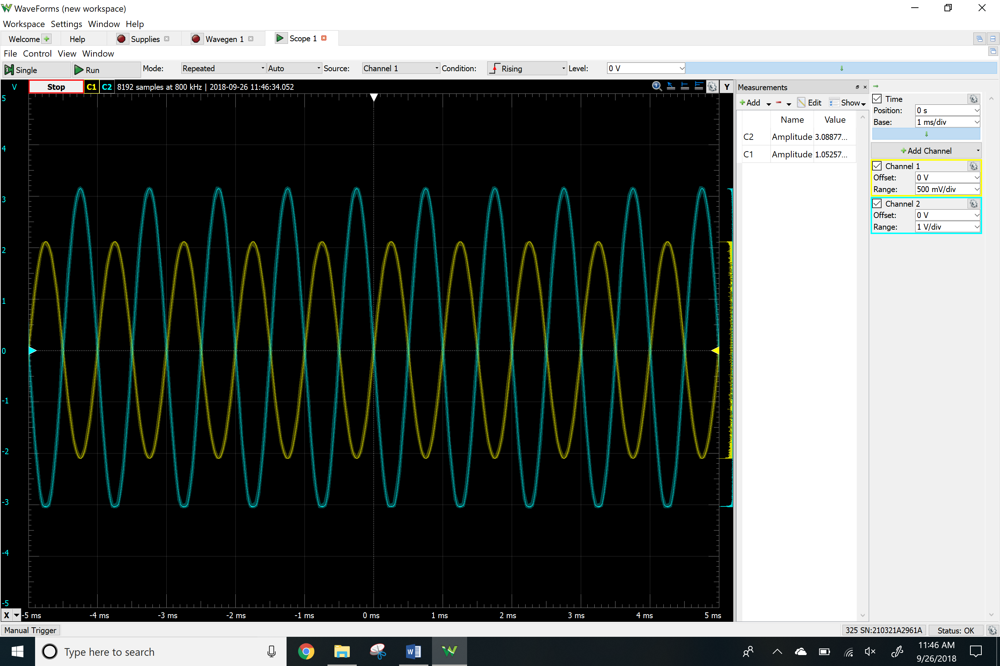 WaveForms (new workspace)
Workspace Settings Window Help
Welcome Help Supplies Wavegen 1 Scope 1
File Control View Window
Single Run Mode: Repeated Auto Source: Channel 1 Condition: Rising Level: 0 V
V Stop C1 C2 8192 samples at 800 kHz | 2018-09-26 11:46:34.052 Y
5
4
3
2
1
0
-1
-2
-3
-4
-5
X -5 ms -4 ms -3 ms -2 ms -1 ms 0 ms 1 ms 2 ms 3 ms 4 ms 5 ms
Measurements
Add Edit Show
Name Value
C2 Amplitude 3.08877...
C1 Amplitude 1.05257...
Time
Position: 0 s
Base: 1 ms/div
Add Channel
Channel 1
Offset: 0 V
Range: 500 mV/div
Channel 2
Offset: 0 V
Range: 1 V/div
Manual Trigger 325 SN:210321A2961A Status: OK
Type here to search
11:46 AM
9/26/2018